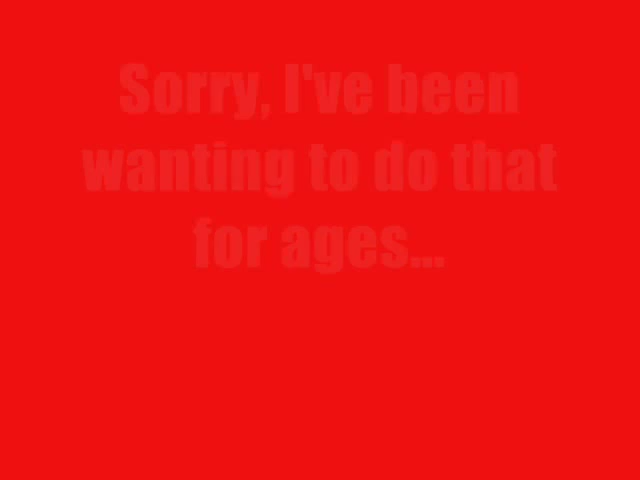 Sorry, I've been
wanting to do that
for ages...